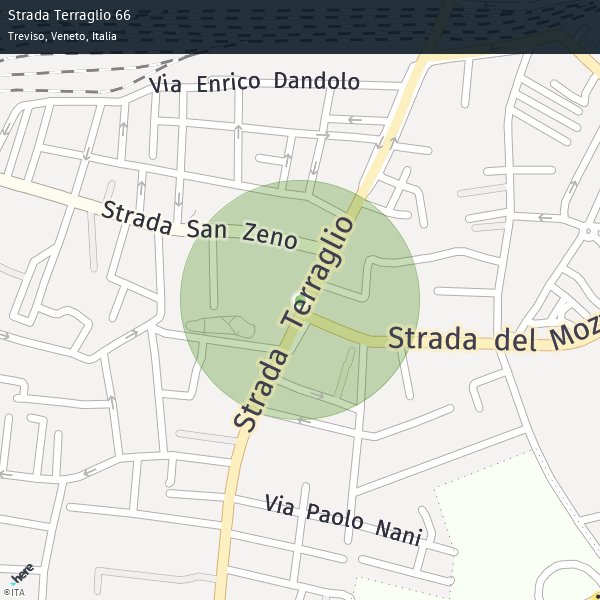 Strada Terraglio 66
Treviso, Veneto, Italia
Via Enrico Dandolo
Strada San Zeno
Strada Terraglio
Strada del Moz
Via Paolo Nani
here
©ITA